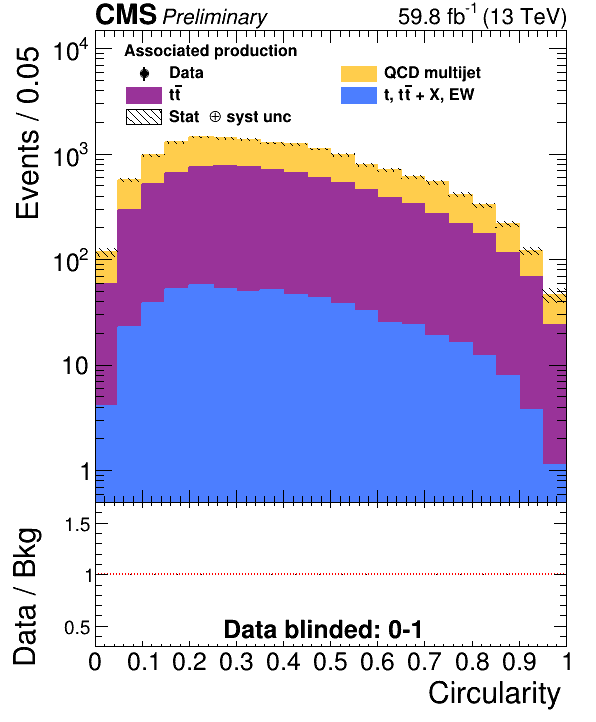 CMS Preliminary 59.8 fb⁻¹ (13 TeV)
Associated production
Data QCD multijet
tt̄ t, tt̄ + X, EW
Stat ⊕ syst unc
Events / 0.05
10⁴
10³
10²
10
1
Data / Bkg
1.5
1
0.5
Data blinded: 0-1
0 0.1 0.2 0.3 0.4 0.5 0.6 0.7 0.8 0.9 1
Circularity